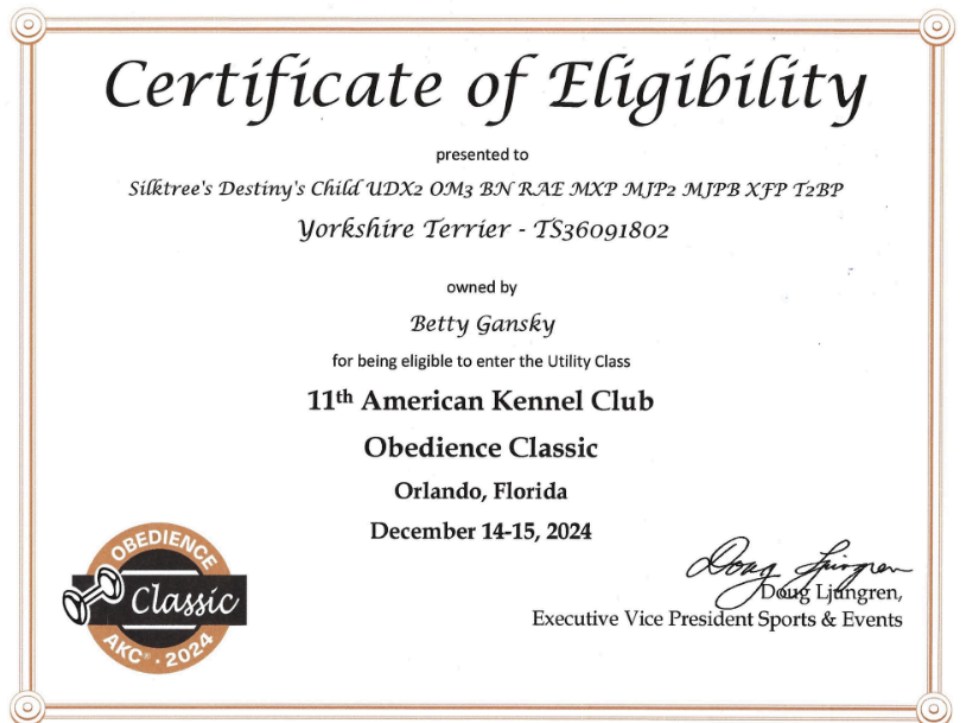 Certificate of Eligibility
presented to
Silktree's Destiny's Child UDX2 OM3 BN RAE MXP MJP2 MJPB XFP T2BP
Yorkshire Terrier - TS36091802
owned by
Betty Gansky
for being eligible to enter the Utility Class
11th American Kennel Club
Obedience Classic
Orlando, Florida
December 14-15, 2024
OBEDIENCE
Classic
AKC® · 2024
Doug Ljungren
Doug Ljungren,
Executive Vice President Sports & Events